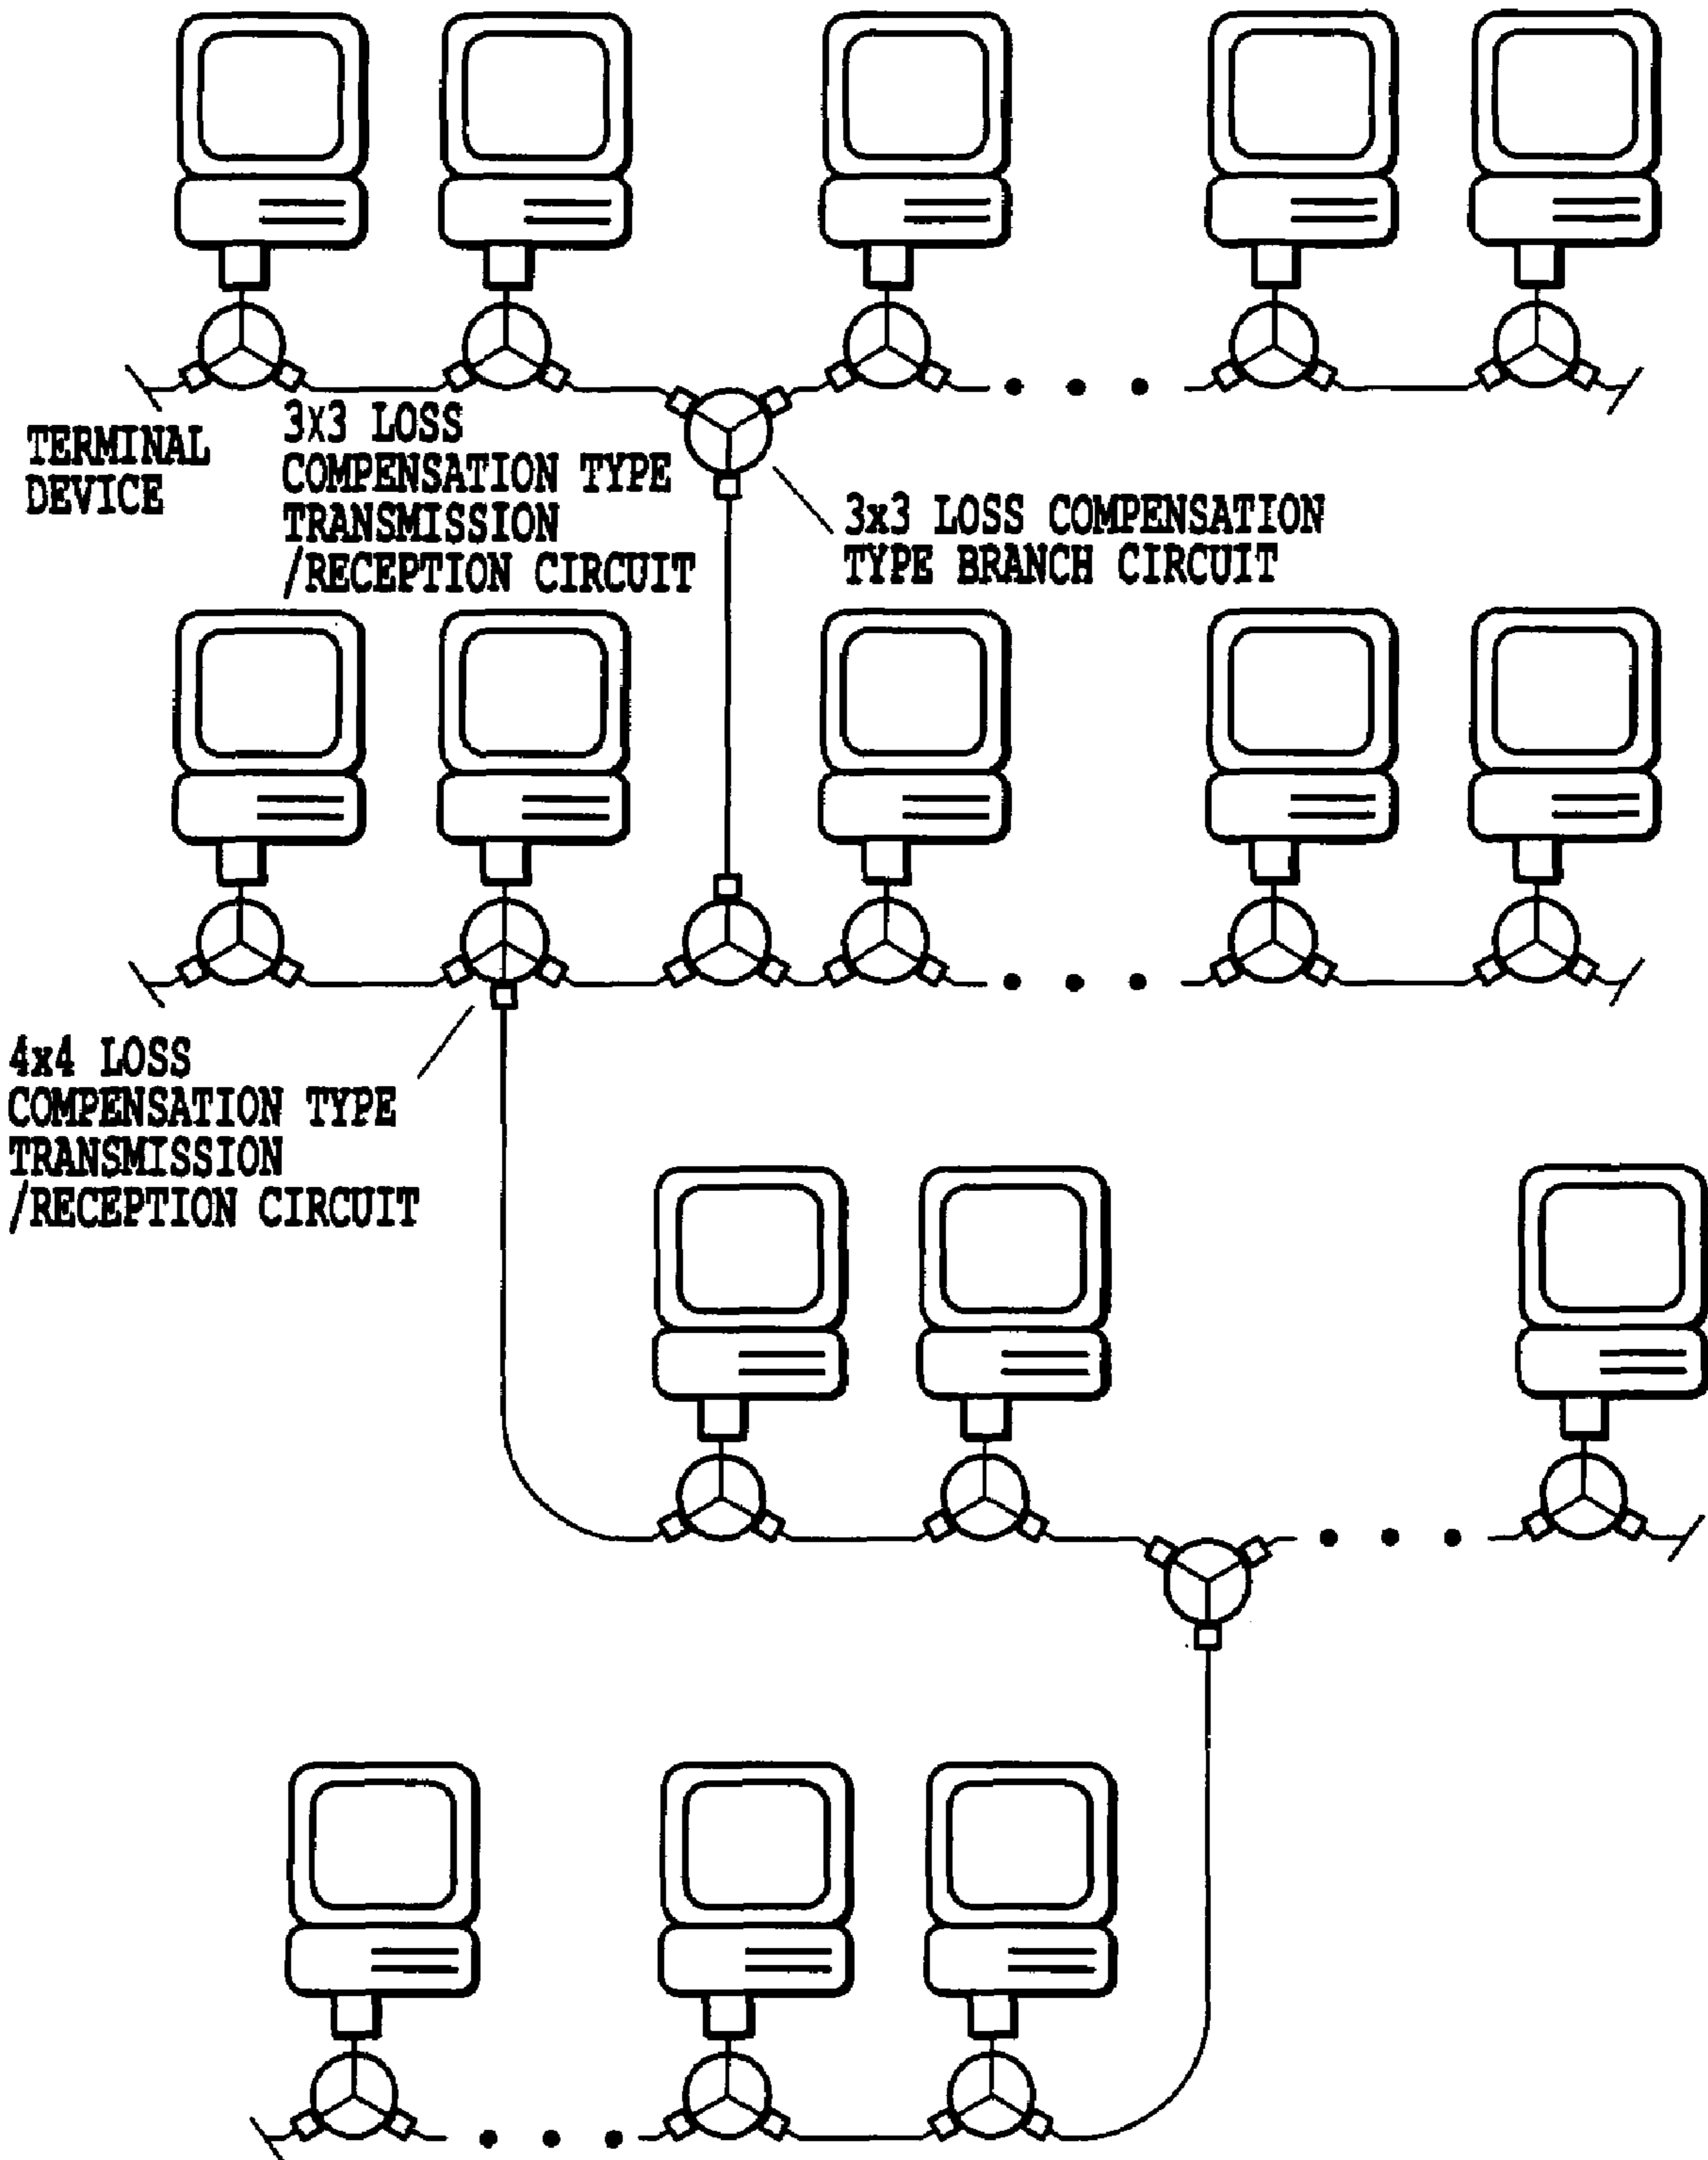 TERMINAL
DEVICE
3x3 LOSS
COMPENSATION TYPE
TRANSMISSION
/RECEPTION CIRCUIT
3x3 LOSS COMPENSATION
TYPE BRANCH CIRCUIT
4x4 LOSS
COMPENSATION TYPE
TRANSMISSION
/RECEPTION CIRCUIT